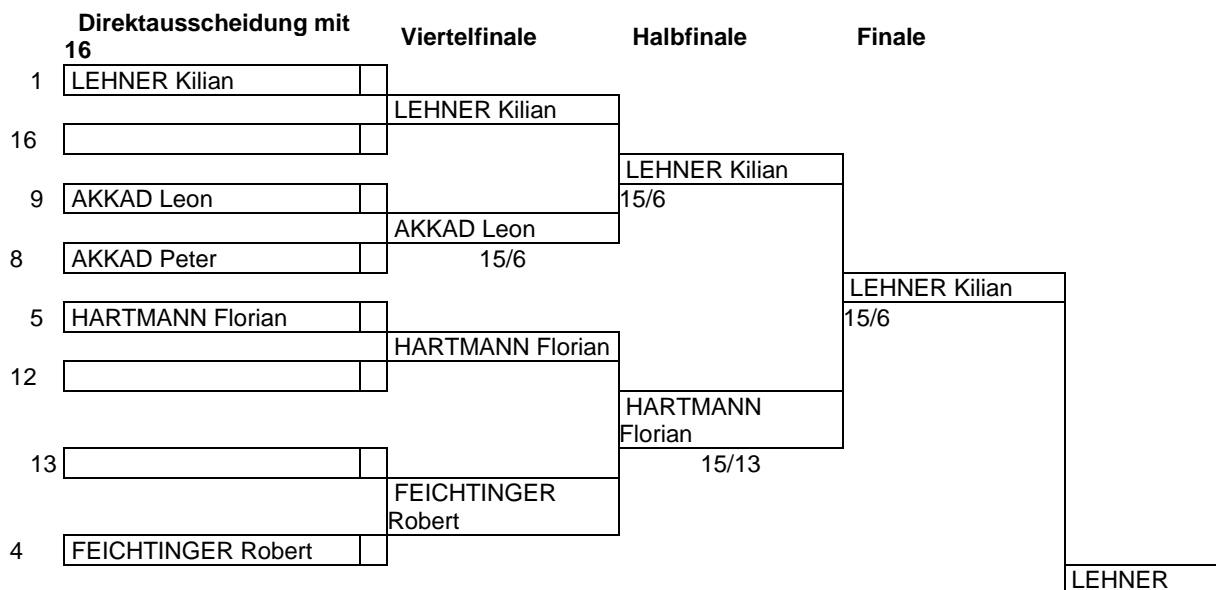 Direktausscheidung mit
16
Viertelfinale
Halbfinale
Finale
1 LEHNER Kilian
LEHNER Kilian
16
LEHNER Kilian
9 AKKAD Leon
15/6
AKKAD Leon
8 AKKAD Peter
15/6
LEHNER Kilian
5 HARTMANN Florian
15/6
HARTMANN Florian
12
HARTMANN
Florian
13
15/13
FEICHTINGER
Robert
4 FEICHTINGER Robert
LEHNER